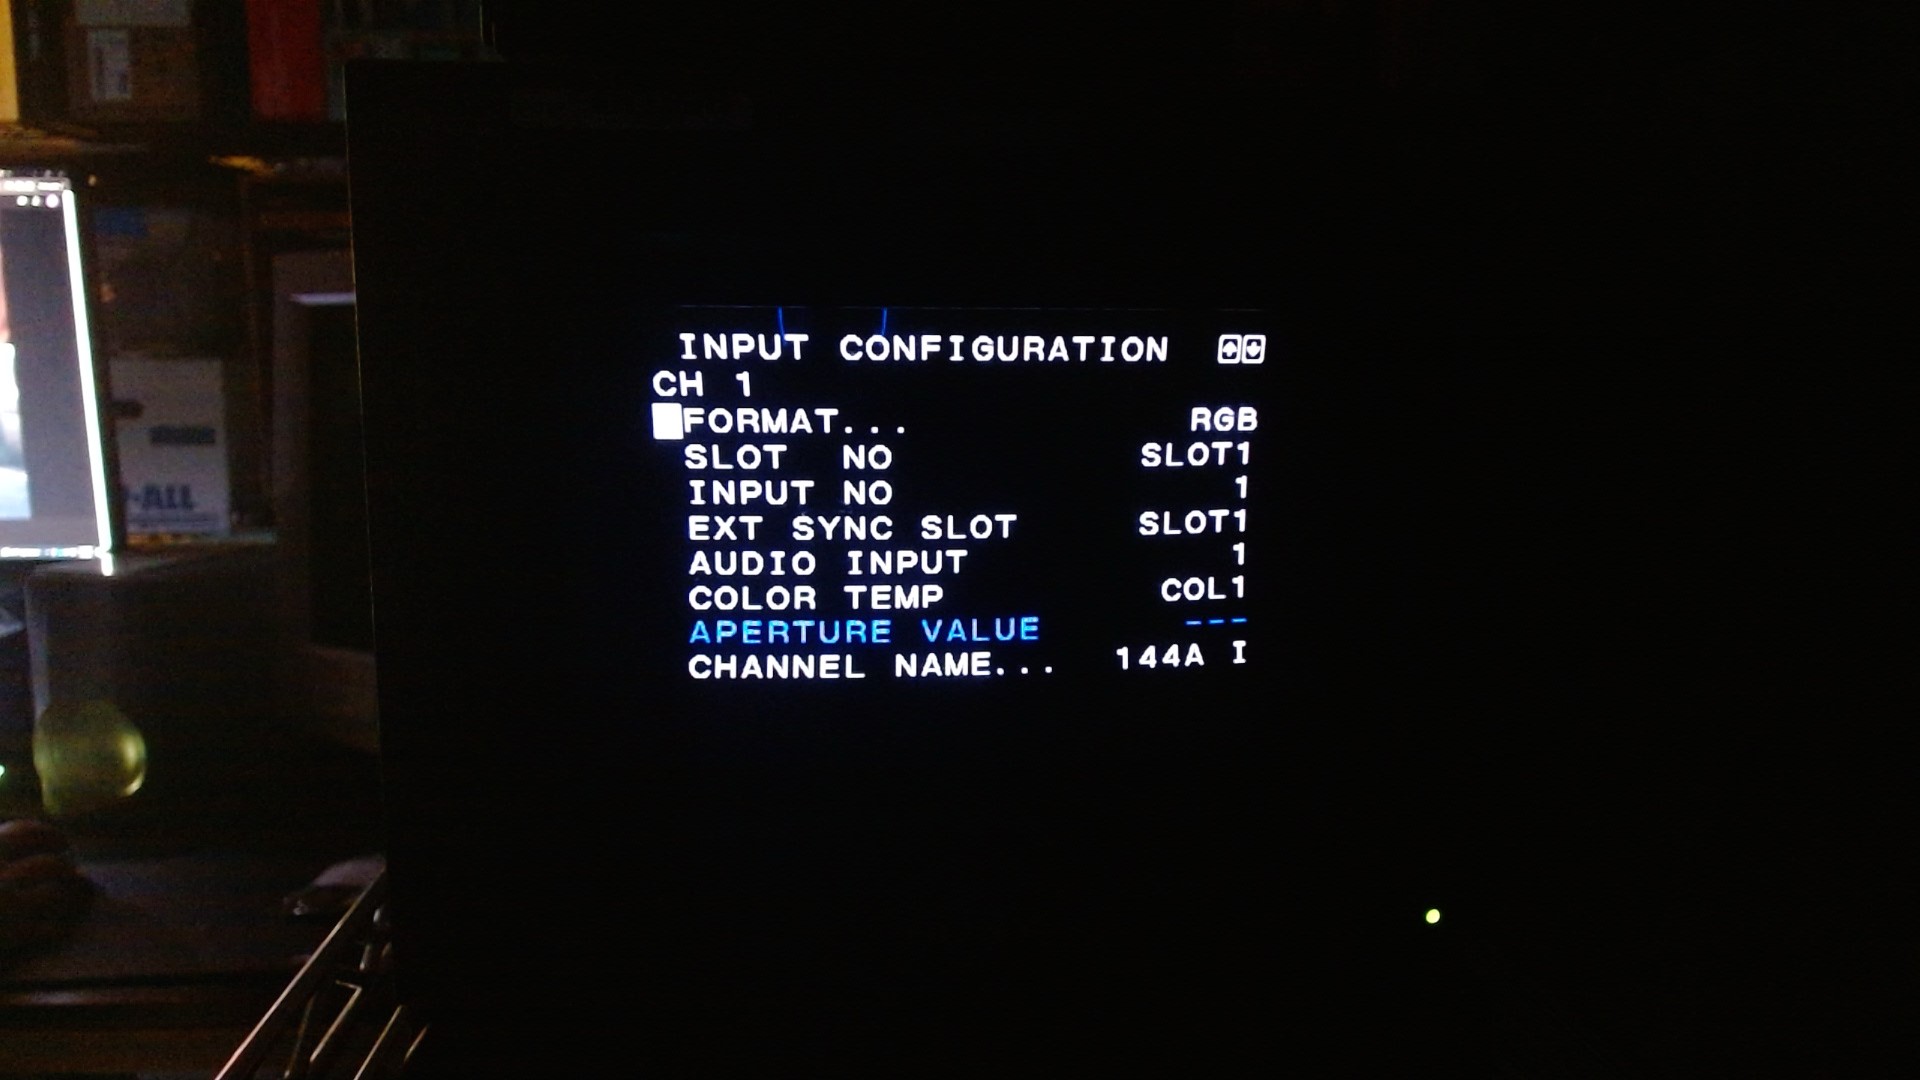 INPUT CONFIGURATION
CH 1
FORMAT... RGB
SLOT NO SLOT1
INPUT NO 1
EXT SYNC SLOT SLOT1
AUDIO INPUT 1
COLOR TEMP COL1
APERTURE VALUE ---
CHANNEL NAME... 144A I
-ALL